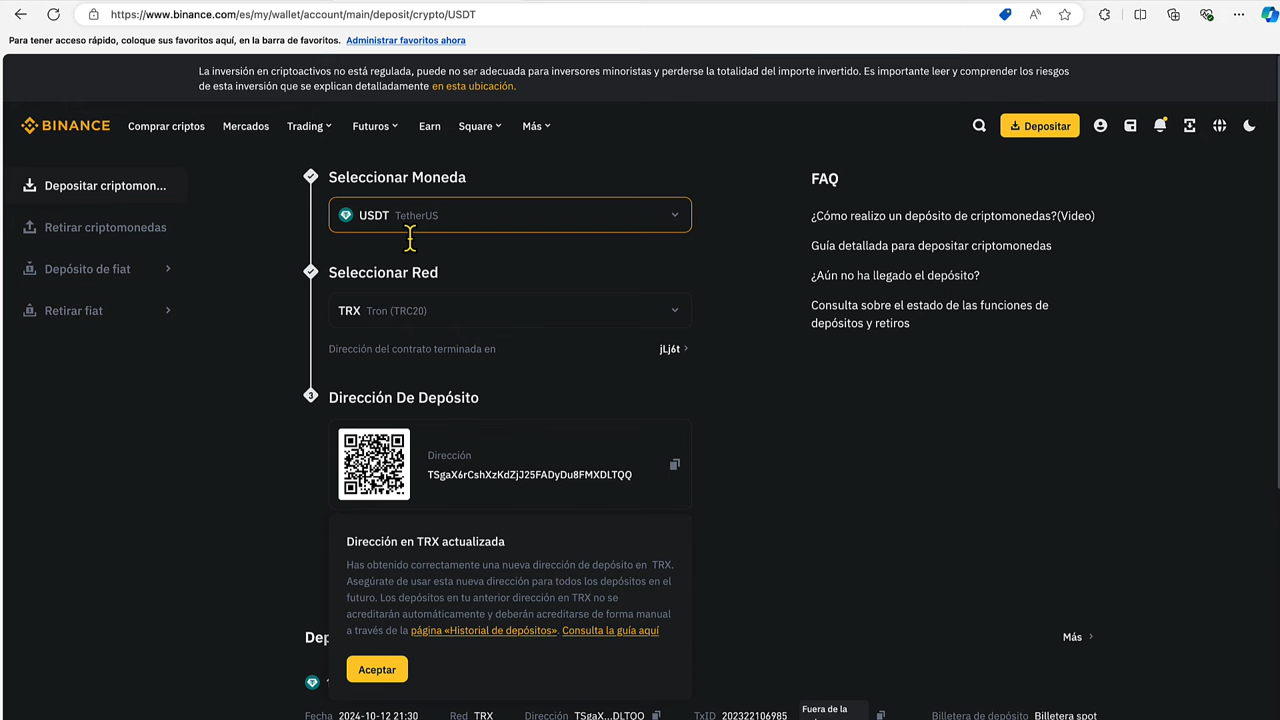 https://www.binance.com/es/my/wallet/account/main/deposit/crypto/USDT
Para tener acceso rápido, coloque sus favoritos aquí, en la barra de favoritos. Administrar favoritos ahora
La inversión en criptoactivos no está regulada, puede no ser adecuada para inversores minoristas y perderse la totalidad del importe invertido. Es importante leer y comprender los riesgos
de esta inversión que se explican detalladamente en esta ubicación.
BINANCE Comprar criptos Mercados Trading Futuros Earn Square Más Depositar
Depositar criptomon...
Retirar criptomonedas
Depósito de fiat
Retirar fiat
Seleccionar Moneda
USDT TetherUS
Seleccionar Red
TRX Tron (TRC20)
Dirección del contrato terminada en jLj6t
3 Dirección De Depósito
Dirección
TSgaX6rCshXzKdZjJ25FADyDu8FMXDLTQQ
Dirección en TRX actualizada
Has obtenido correctamente una nueva dirección de depósito en TRX.
Asegúrate de usar esta nueva dirección para todos los depósitos en el
futuro. Los depósitos en tu anterior dirección en TRX no se
acreditarán automáticamente y deberán acreditarse de forma manual
a través de la página «Historial de depósitos». Consulta la guía aquí
Aceptar
FAQ
¿Cómo realizo un depósito de criptomonedas?(Video)
Guía detallada para depositar criptomonedas
¿Aún no ha llegado el depósito?
Consulta sobre el estado de las funciones de
depósitos y retiros
Dep Más
Fecha 2024-10-12 21:30 Red TRX Dirección TSgaX...DLTQQ TxID 202322106985 Fuera de la Billetera de depósito Billetera spot